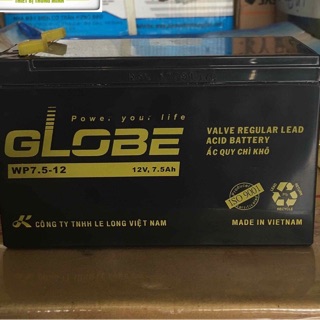 Power your life
GLOBE
WP7.5-12
12V, 7.5Ah
VALVE REGULAR LEAD
ACID BATTERY
ẮC QUY CHÌ KHÔ
CÔNG TY TNHH LE LONG VIỆT NAM
ISO 9001
RECYCLE
MADE IN VIETNAM